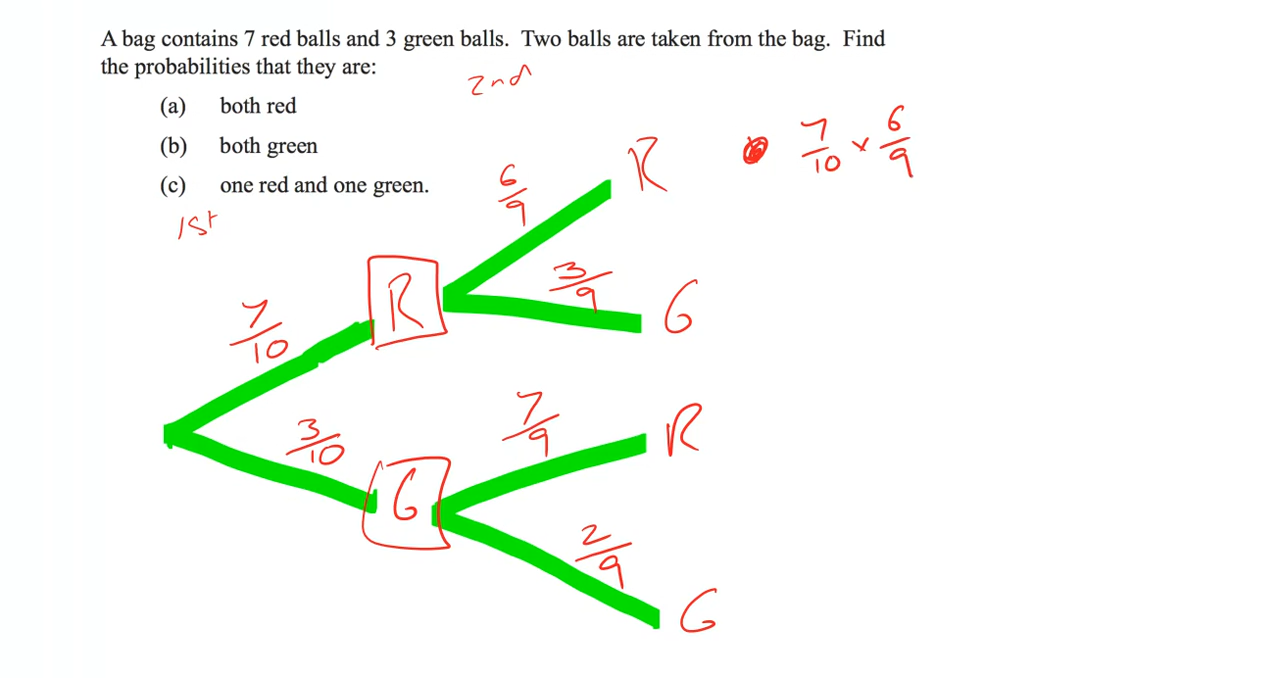 A bag contains 7 red balls and 3 green balls. Two balls are taken from the bag. Find
the probabilities that they are:
2nd
(a) both red
(b) both green
(c) one red and one green.
1st
7/10 × 6/9
6/9
R
3/9
G
7/10
R
3/10
G
7/9
R
2/9
G